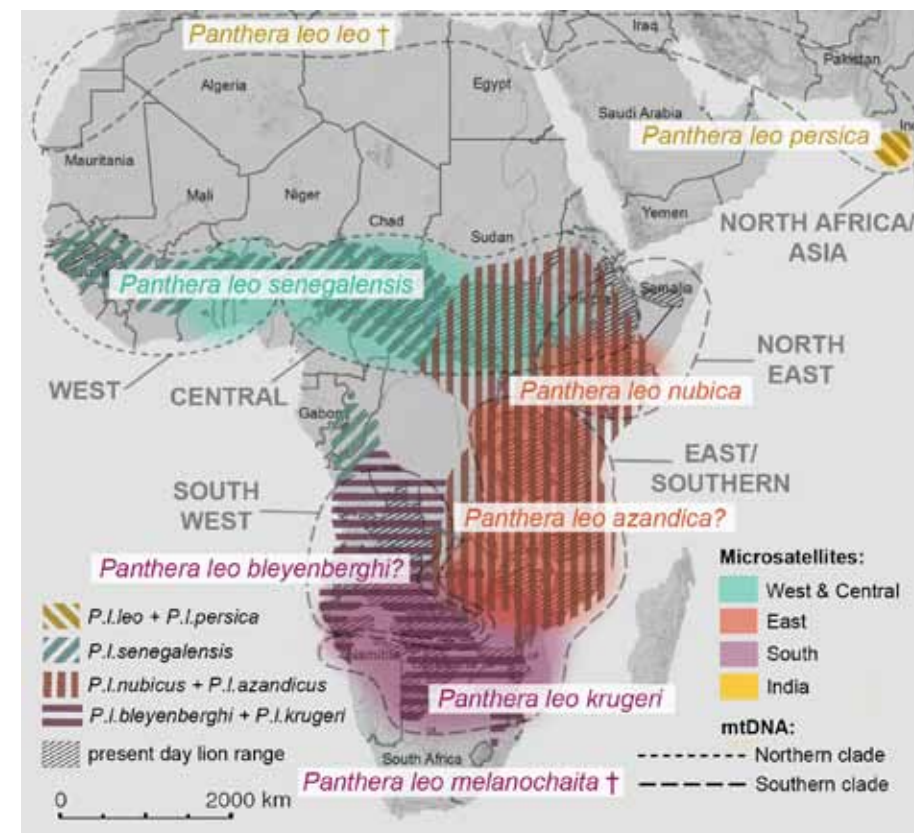 Panthera leo leo †
Iraq
Pakistan
Algeria
Egypt
Saudi Arabia
Panthera leo persica
Mauritania
Mali
Niger
Chad
Sudan
Yemen
NORTH AFRICA/
ASIA
Panthera leo senegalensis
Somalia
WEST
CENTRAL
NORTH
EAST
Panthera leo nubica
Gabon
EAST/
SOUTHERN
SOUTH
WEST
Panthera leo azandica?
Panthera leo bleyenberghi?
Microsatellites:
West & Central
East
South
India
P.l.leo + P.l.persica
P.l.senegalensis
P.l.nubicus + P.l.azandicus
P.l.bleyenberghi + P.l.krugeri
present day lion range
Namibia
Panthera leo krugeri
mtDNA:
Northern clade
Southern clade
South Africa
Panthera leo melanochaita †
0 2000 km